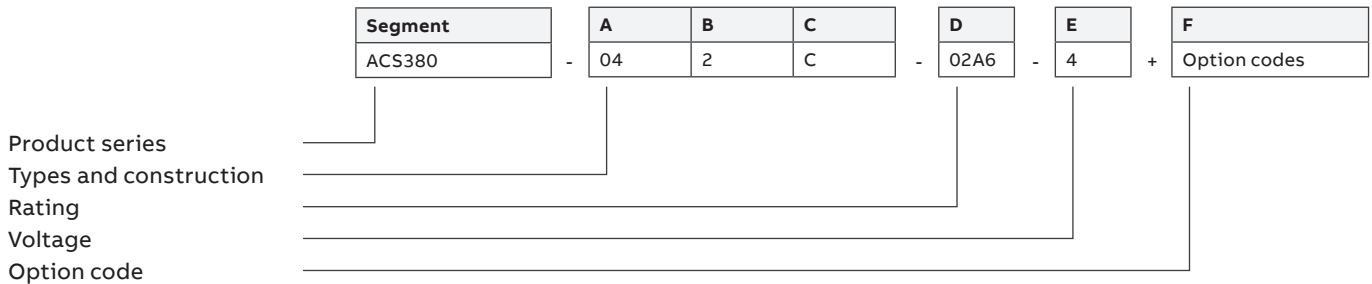 Segment A B C D E F
ACS380 - 04 2 C - 02A6 - 4 + Option codes
Product series
Types and construction
Rating
Voltage
Option code